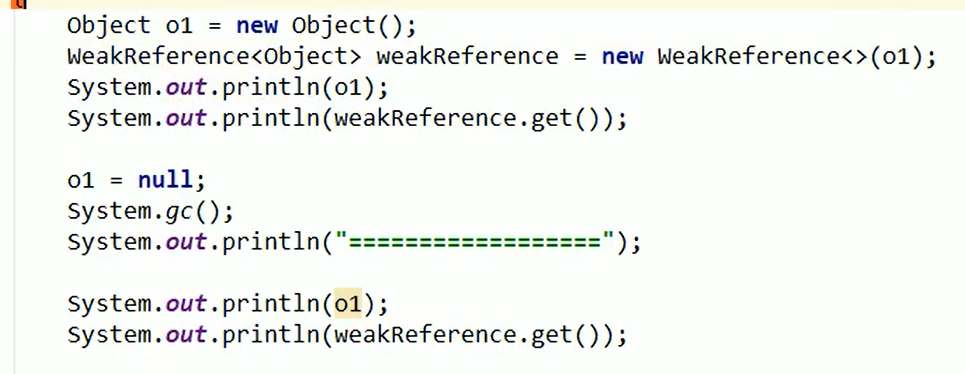 Object o1 = new Object();
WeakReference<Object> weakReference = new WeakReference<>(o1);
System.out.println(o1);
System.out.println(weakReference.get());
o1 = null;
System.gc();
System.out.println("==================");
System.out.println(o1);
System.out.println(weakReference.get());